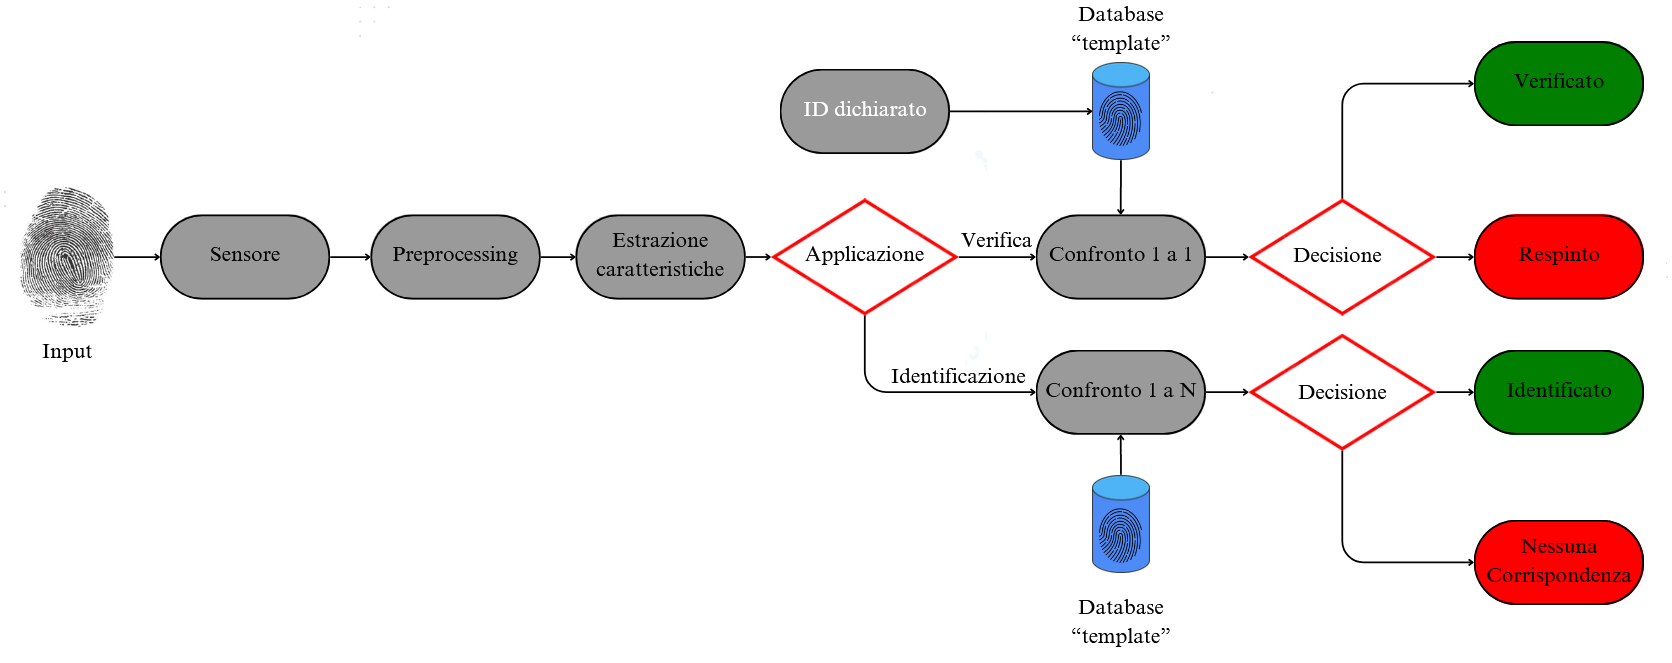 Database
“template”
ID dichiarato
Verificato
Input
Sensore
Preprocessing
Estrazione
caratteristiche
Applicazione
Verifica
Confronto 1 a 1
Decisione
Respinto
Identificazione
Confronto 1 a N
Decisione
Identificato
Nessuna
Corrispondenza
Database
“template”